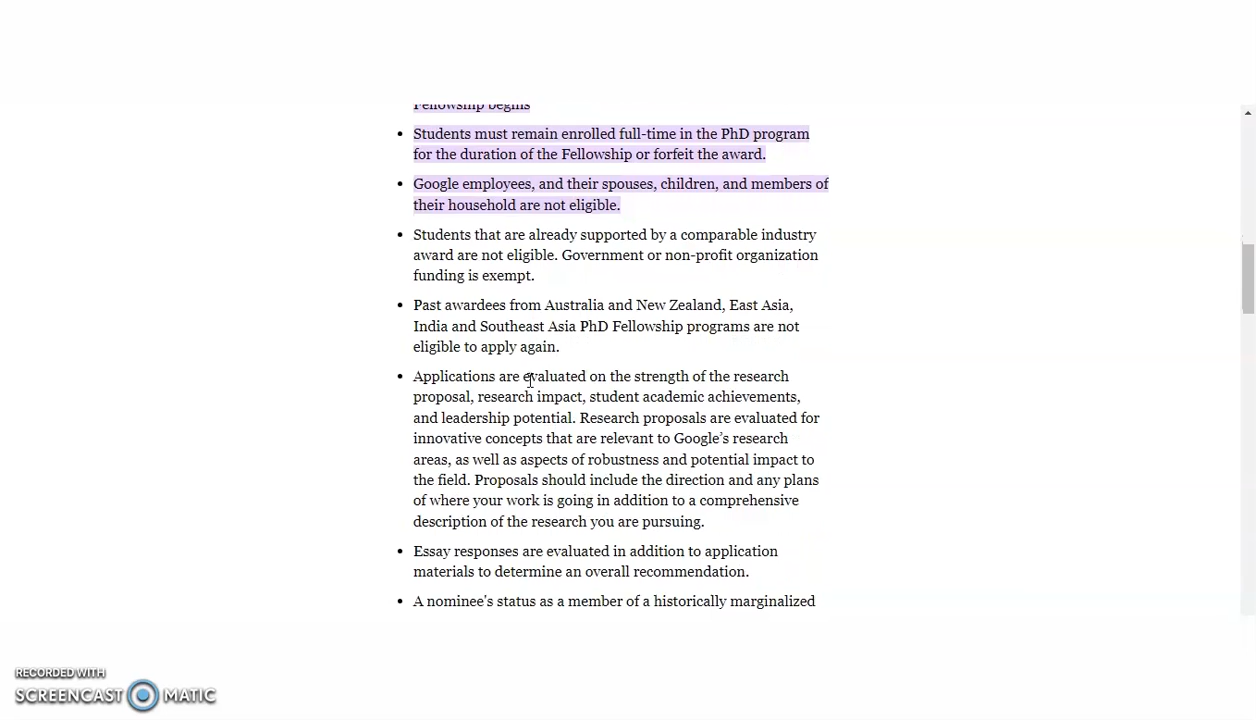 Fellowship begins
• Students must remain enrolled full-time in the PhD program
for the duration of the Fellowship or forfeit the award.
• Google employees, and their spouses, children, and members of
their household are not eligible.
• Students that are already supported by a comparable industry
award are not eligible. Government or non-profit organization
funding is exempt.
• Past awardees from Australia and New Zealand, East Asia,
India and Southeast Asia PhD Fellowship programs are not
eligible to apply again.
• Applications are evaluated on the strength of the research
proposal, research impact, student academic achievements,
and leadership potential. Research proposals are evaluated for
innovative concepts that are relevant to Google’s research
areas, as well as aspects of robustness and potential impact to
the field. Proposals should include the direction and any plans
of where your work is going in addition to a comprehensive
description of the research you are pursuing.
• Essay responses are evaluated in addition to application
materials to determine an overall recommendation.
• A nominee's status as a member of a historically marginalized
RECORDED WITH
SCREENCAST MATIC